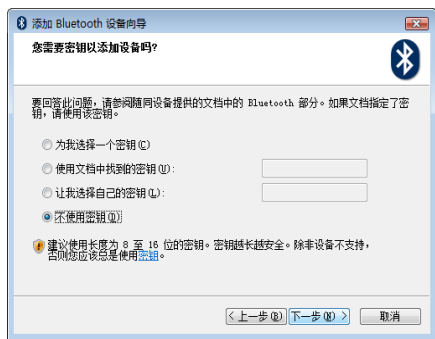 添加 Bluetooth 设备向导
您需要密钥以添加设备吗?
要回答此问题，请参阅随同设备提供的文档中的 Bluetooth 部分。如果文档指定了密
钥，请使用该密钥。
为我选择一个密钥(C)
使用文档中找到的密钥(U):
让我选择自己的密钥(L):
不使用密钥(D)
建议使用长度为 8 至 16 位的密钥。密钥越长越安全。除非设备不支持，
否则您应该总是使用密钥。
<上一步(B) 下一步(N) > 取消